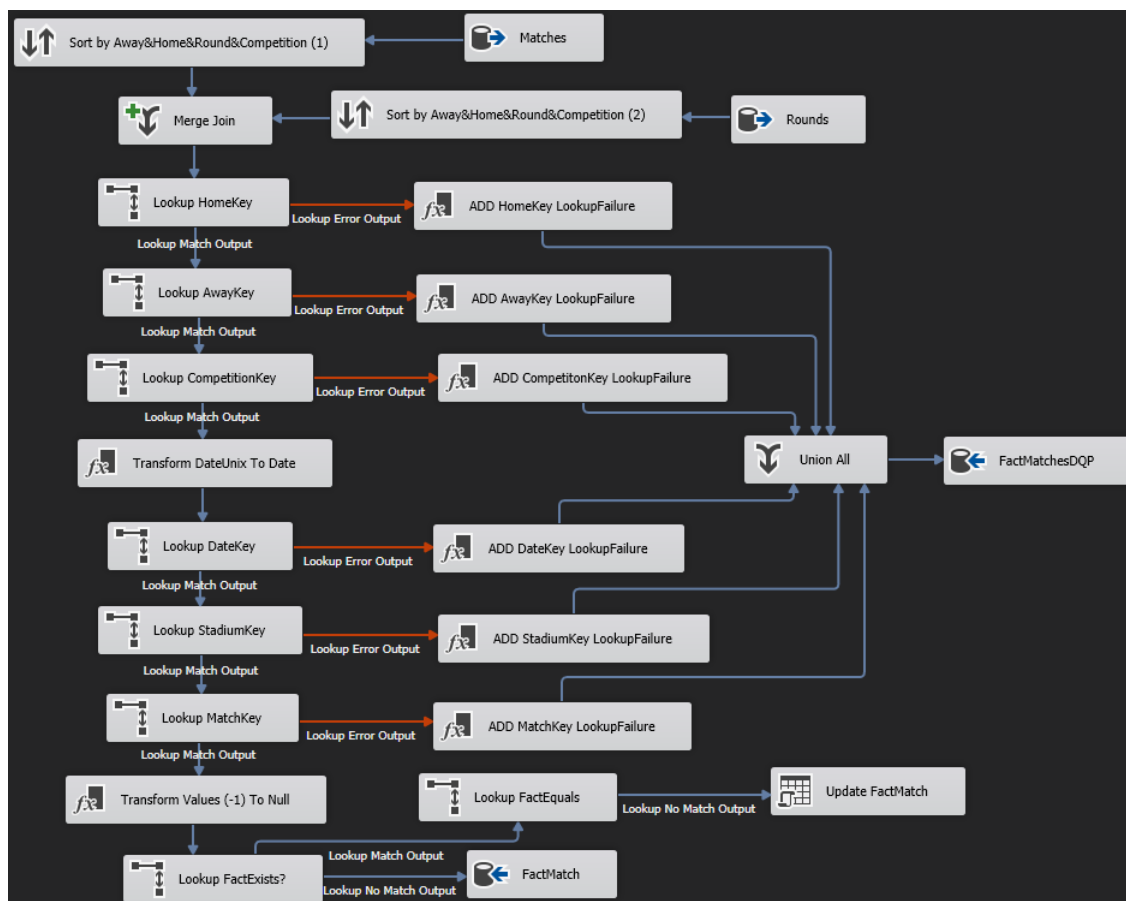 Sort by Away&Home&Round&Competition (1)
Matches
Merge Join
Sort by Away&Home&Round&Competition (2)
Rounds
Lookup HomeKey
Lookup Error Output
ADD HomeKey LookupFailure
Lookup Match Output
Lookup AwayKey
Lookup Error Output
ADD AwayKey LookupFailure
Lookup Match Output
Lookup CompetitionKey
Lookup Error Output
ADD CompetitonKey LookupFailure
Lookup Match Output
Transform DateUnix To Date
Union All
FactMatchesDQP
Lookup DateKey
Lookup Error Output
ADD DateKey LookupFailure
Lookup Match Output
Lookup StadiumKey
Lookup Error Output
ADD StadiumKey LookupFailure
Lookup Match Output
Lookup MatchKey
Lookup Error Output
ADD MatchKey LookupFailure
Lookup Match Output
Transform Values (-1) To Null
Lookup FactEquals
Lookup No Match Output
Update FactMatch
Lookup Match Output
Lookup FactExists?
Lookup No Match Output
FactMatch